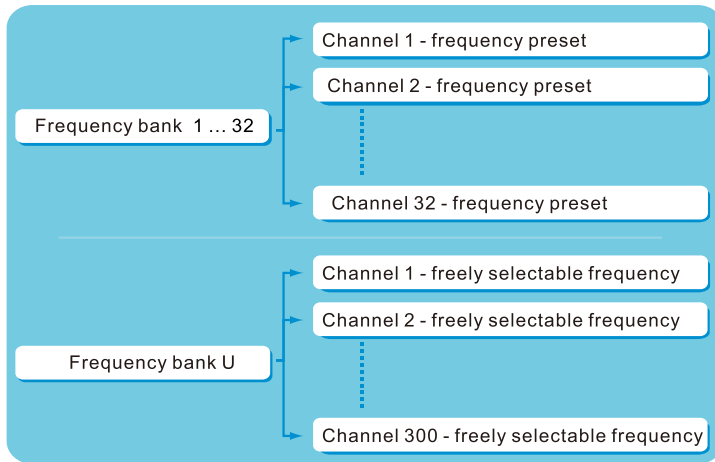 Channel 1 - frequency preset
Channel 2 - frequency preset
Frequency bank 1 ... 32
Channel 32 - frequency preset
Channel 1 - freely selectable frequency
Channel 2 - freely selectable frequency
Frequency bank U
Channel 300 - freely selectable frequency